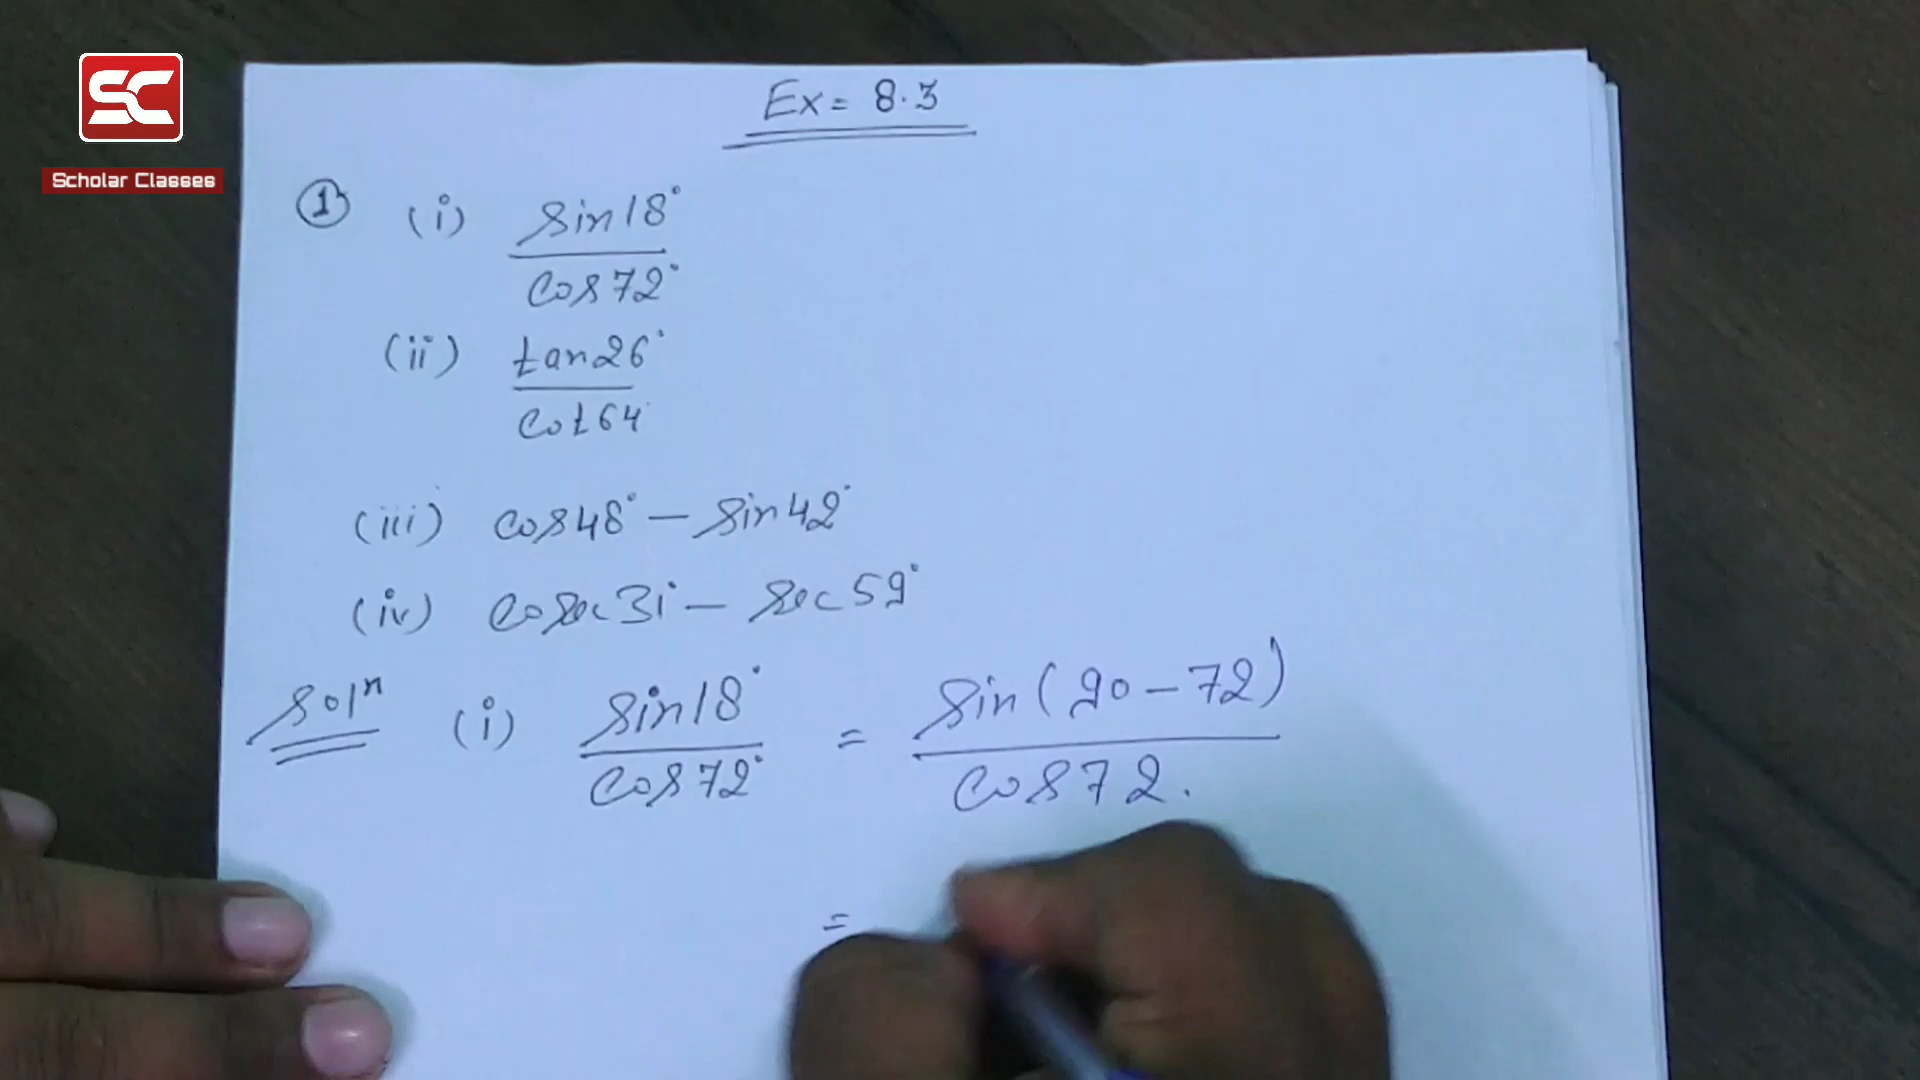 SC
Scholar Classes
Ex = 8.3
① (i) sin18°
cos72°
(ii) tan26°
cot64
(iii) cos48° - sin42°
(iv) cosec31° - sec59°
solⁿ (i) sin18° = sin(90-72)
cos72° cos72.
=